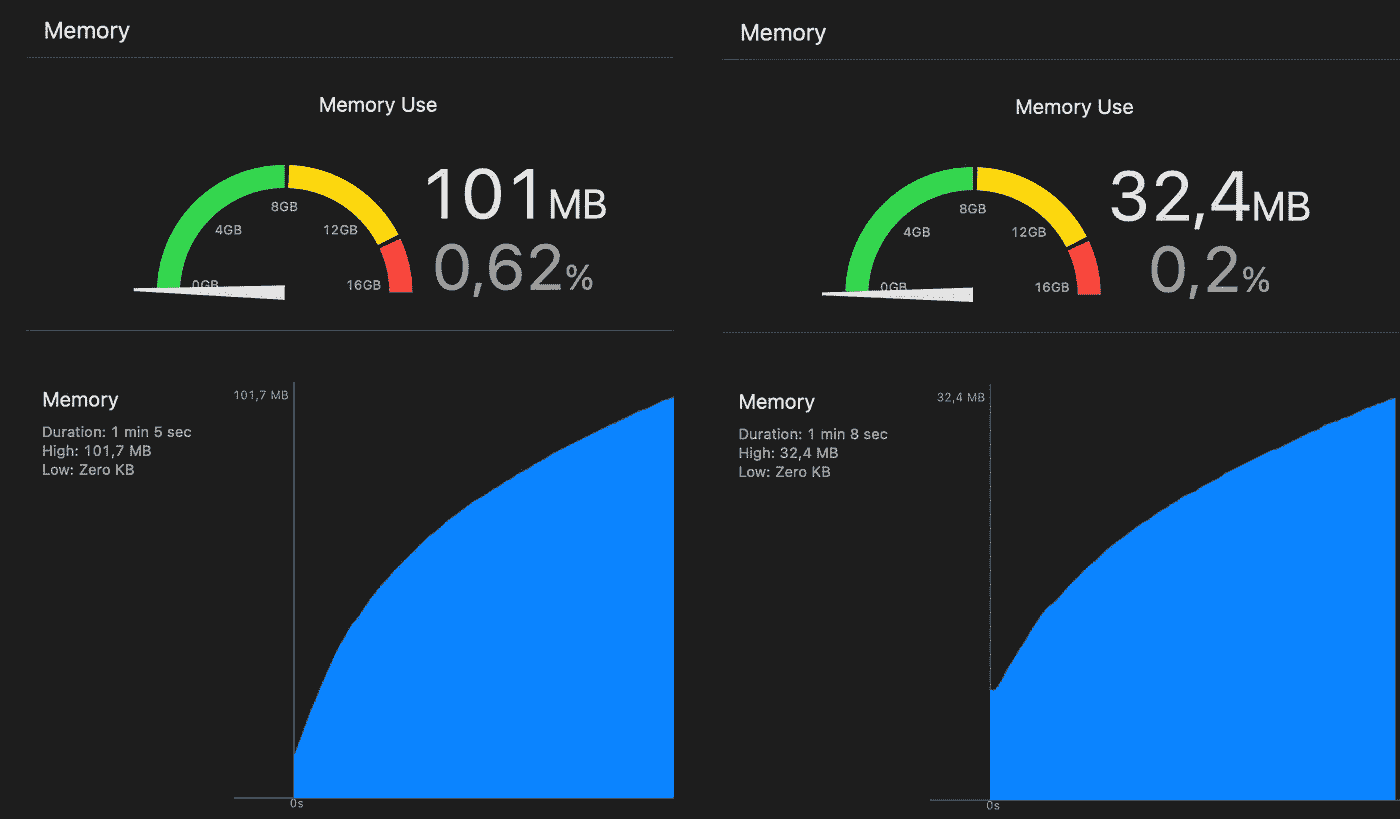 Memory
Memory Use
101MB
0,62%
8GB
4GB
12GB
0GB
16GB
Memory
Duration: 1 min 5 sec
High: 101,7 MB
Low: Zero KB
101,7 MB
0s
Memory
Memory Use
32,4MB
0,2%
8GB
4GB
12GB
0GB
16GB
Memory
Duration: 1 min 8 sec
High: 32,4 MB
Low: Zero KB
32,4 MB
0s